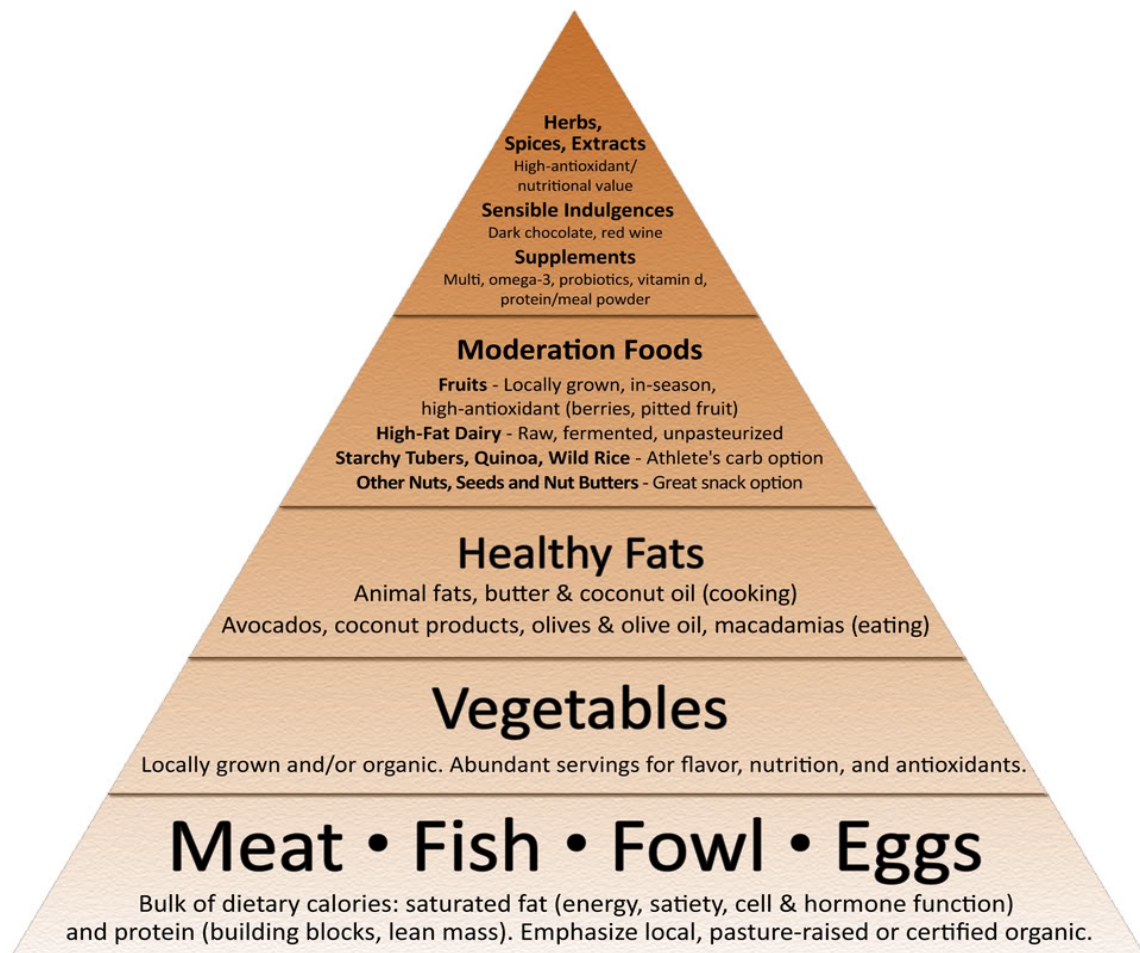 Herbs,
Spices, Extracts
High-antioxidant/
nutritional value
Sensible Indulgences
Dark chocolate, red wine
Supplements
Multi, omega-3, probiotics, vitamin d,
protein/meal powder
Moderation Foods
Fruits - Locally grown, in-season,
high-antioxidant (berries, pitted fruit)
High-Fat Dairy - Raw, fermented, unpasteurized
Starchy Tubers, Quinoa, Wild Rice - Athlete's carb option
Other Nuts, Seeds and Nut Butters - Great snack option
Healthy Fats
Animal fats, butter & coconut oil (cooking)
Avocados, coconut products, olives & olive oil, macadamias (eating)
Vegetables
Locally grown and/or organic. Abundant servings for flavor, nutrition, and antioxidants.
Meat • Fish • Fowl • Eggs
Bulk of dietary calories: saturated fat (energy, satiety, cell & hormone function)
and protein (building blocks, lean mass). Emphasize local, pasture-raised or certified organic.